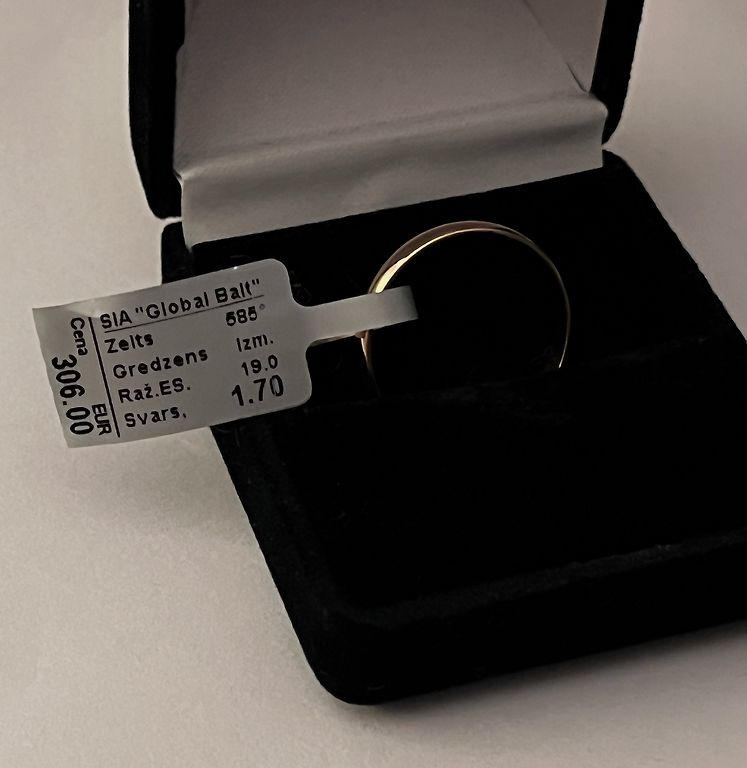 SIA "Global Balt"
Zelts 585°
Gredzens Izm.
Raž.ES. 19.0
Svars, 1.70
Cena
306.00
EUR